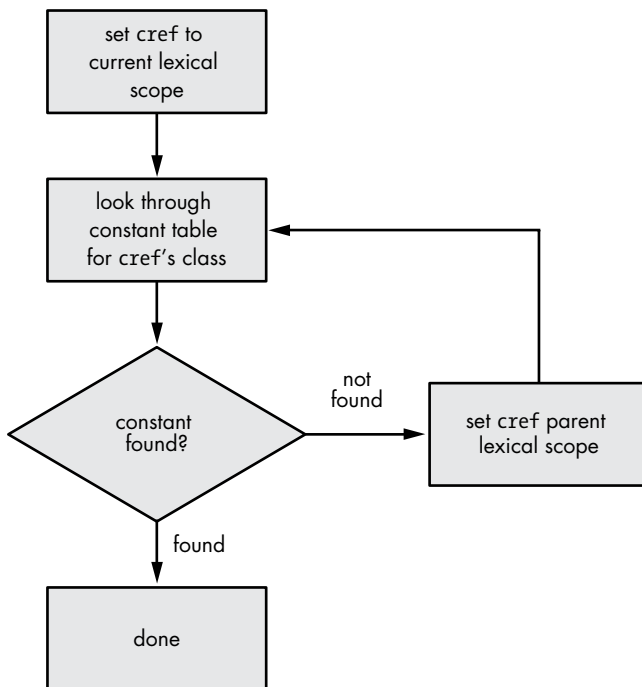 set cref to
current lexical
scope
look through
constant table
for cref's class
constant
found?
not
found
set cref parent
lexical scope
found
done